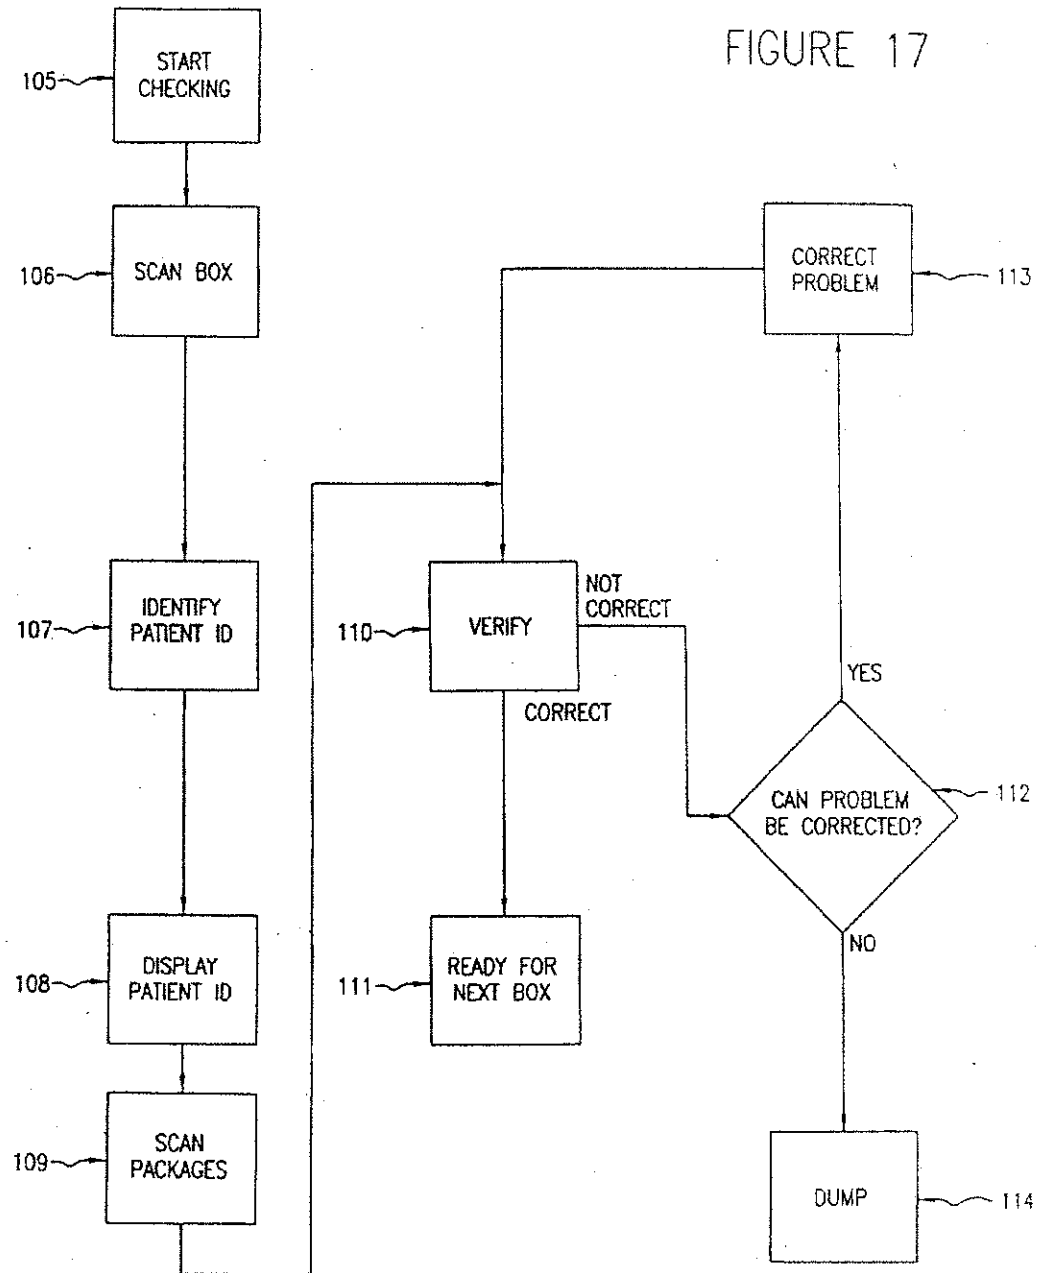 FIGURE 17
START
CHECKING
105
SCAN BOX
106
IDENTIFY
PATIENT ID
107
DISPLAY
PATIENT ID
108
SCAN
PACKAGES
109
VERIFY
110
NOT
CORRECT
CORRECT
READY FOR
NEXT BOX
111
CORRECT
PROBLEM
113
YES
CAN PROBLEM
BE CORRECTED?
112
NO
DUMP
114